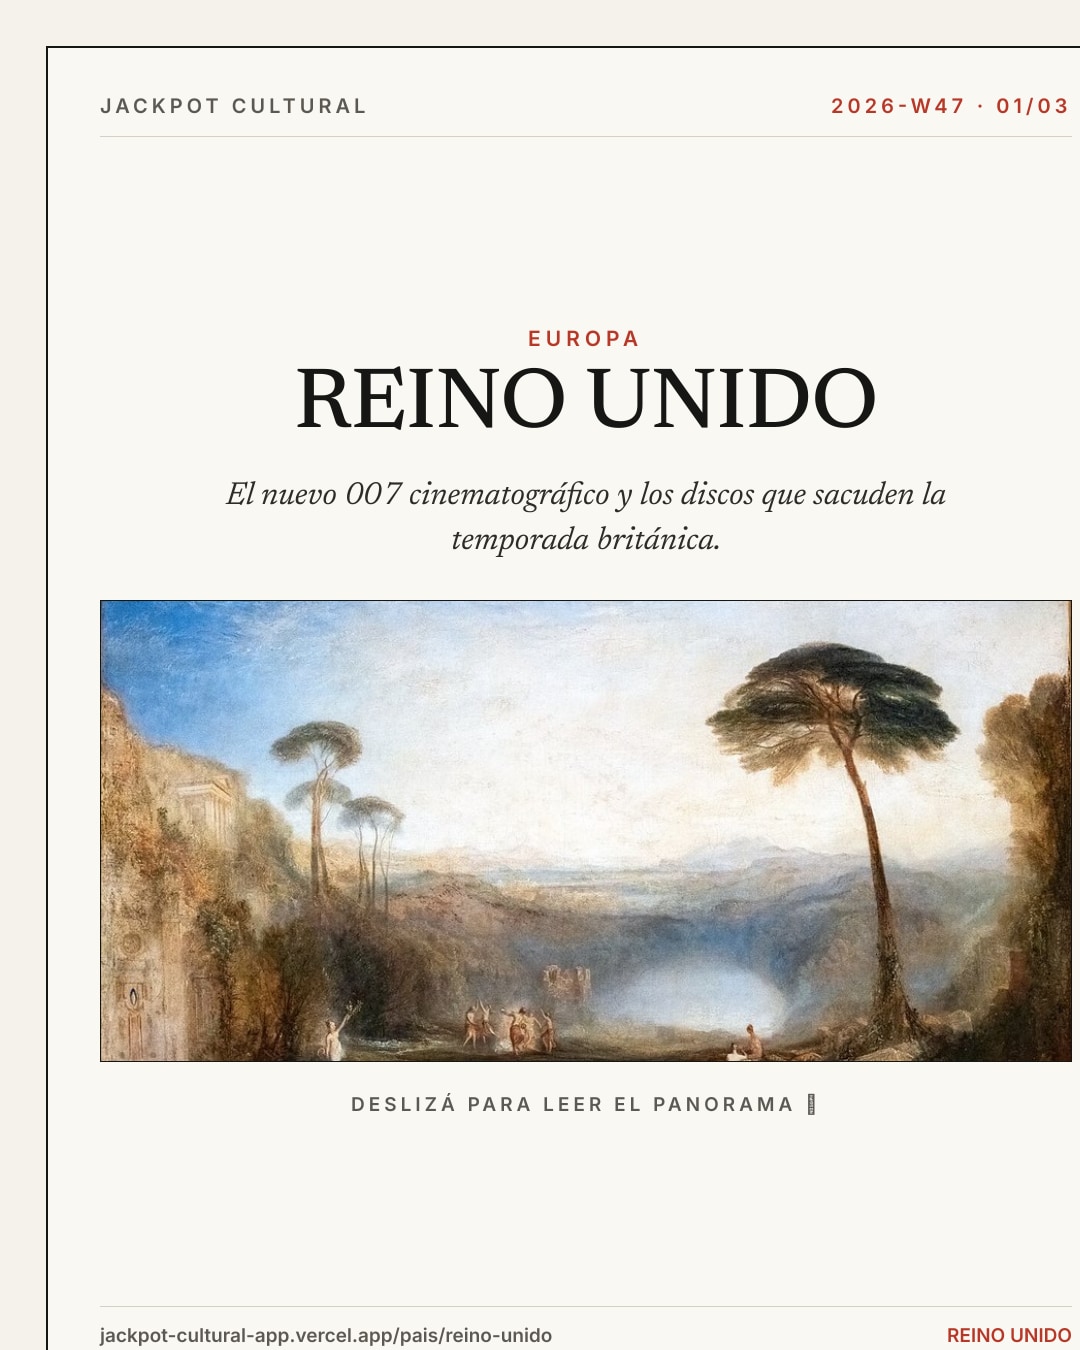 JACKPOT CULTURAL
2026-W47 · 01/03
EUROPA
REINO UNIDO
El nuevo 007 cinematográfico y los discos que sacuden la
temporada británica.
DESLIZÁ PARA LEER EL PANORAMA
jackpot-cultural-app.vercel.app/pais/reino-unido
REINO UNIDO